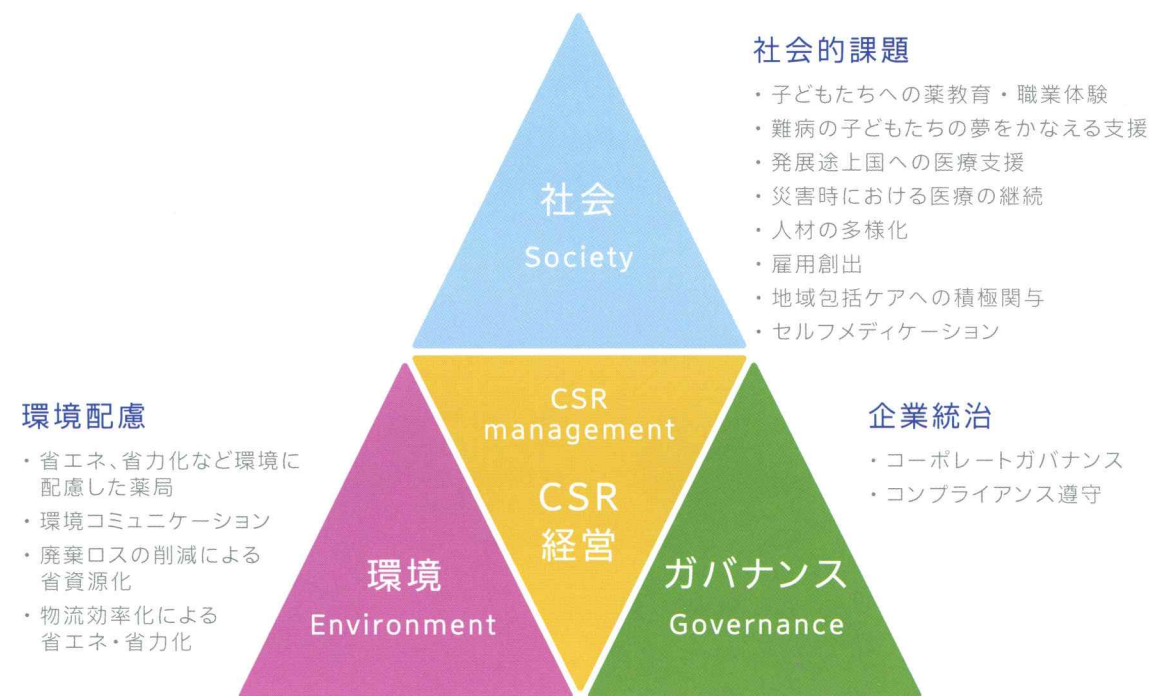 社会的課題
・子どもたちへの薬教育・職業体験
・難病の子どもたちの夢をかなえる支援
・発展途上国への医療支援
・災害時における医療の継続
・人材の多様化
・雇用創出
・地域包括ケアへの積極関与
・セルフメディケーション
社会
Society
CSR
management
CSR
経営
環境配慮
・省エネ、省力化など環境に
配慮した薬局
・環境コミュニケーション
・廃棄ロスの削減による
省資源化
・物流効率化による
省エネ・省力化
環境
Environment
企業統治
・コーポレートガバナンス
・コンプライアンス遵守
ガバナンス
Governance